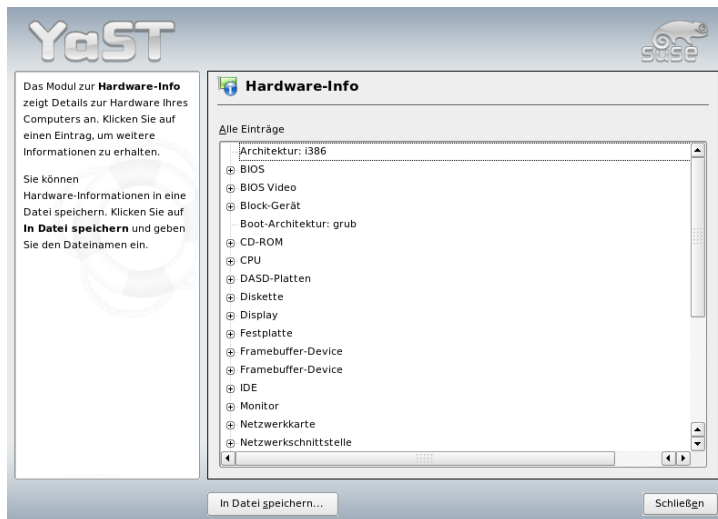 YaST
SUSE
Das Modul zur Hardware-Info
zeigt Details zur Hardware Ihres
Computers an. Klicken Sie auf
einen Eintrag, um weitere
Informationen zu erhalten.
Sie können
Hardware-Informationen in eine
Datei speichern. Klicken Sie auf
In Datei speichern und geben
Sie den Dateinamen ein.
Hardware-Info
Alle Einträge
Architektur: i386
BIOS
BIOS Video
Block-Gerät
Boot-Architektur: grub
CD-ROM
CPU
DASD-Platten
Diskette
Display
Festplatte
Framebuffer-Device
Framebuffer-Device
IDE
Monitor
Netzwerkkarte
Netzwerkschnittstelle
In Datei speichern...
Schließen